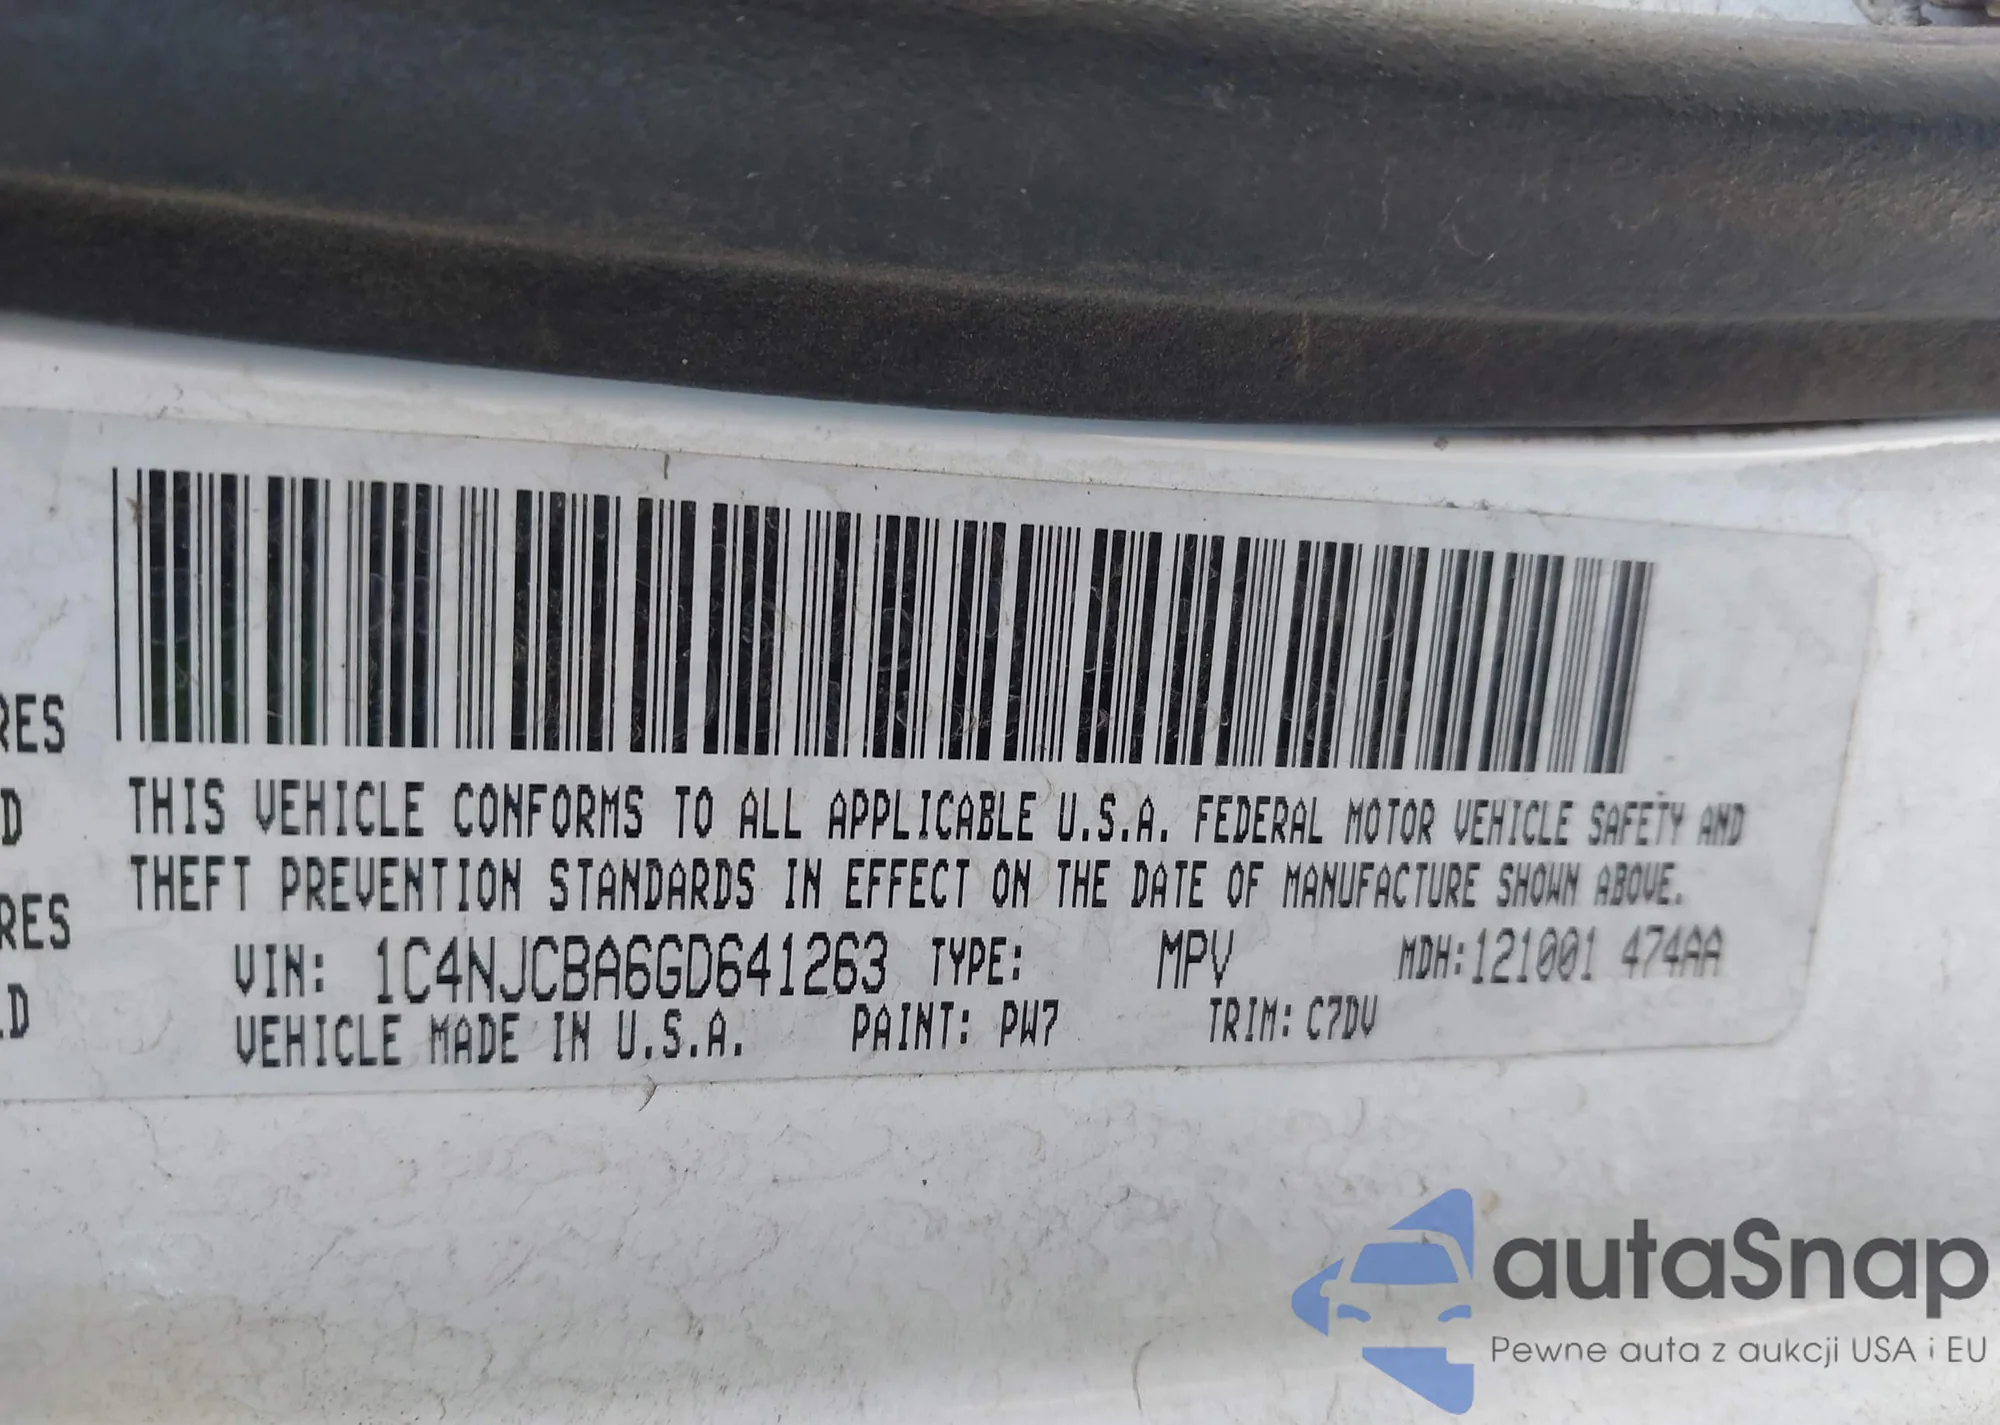 RES
D
RES
LD
THIS VEHICLE CONFORMS TO ALL APPLICABLE U.S.A. FEDERAL MOTOR VEHICLE SAFETY AND
THEFT PREVENTION STANDARDS IN EFFECT ON THE DATE OF MANUFACTURE SHOWN ABOVE.
VIN: 1C4NJCBA6GD641263 TYPE: MPV MDH:121001 474AA
VEHICLE MADE IN U.S.A. PAINT: PW7 TRIM: C7DV
autaSnap
Pewne auta z aukcji USA i EU